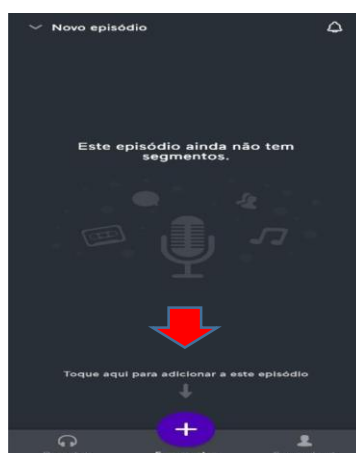 Novo episódio
Este episódio ainda não tem
segmentos.
Toque aqui para adicionar a este episódio